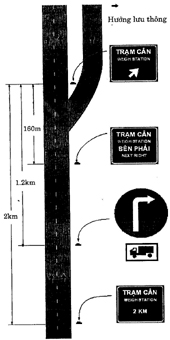 Hướng lưu thông
TRẠM CÂN
WEIGH STATION
160m
TRẠM CÂN
WEIGH STATION
BÊN PHẢI
NEXT RIGHT
1.2km
2km
TRẠM CÂN
WEIGH STATION
2 KM